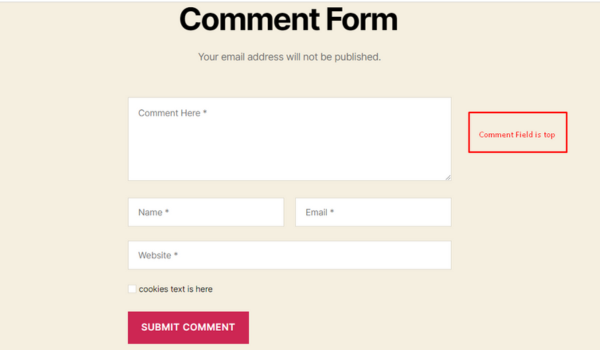 Comment Form
Your email address will not be published.
Comment Here *
Comment Field is top
Name *
Email *
Website *
cookies text is here
SUBMIT COMMENT